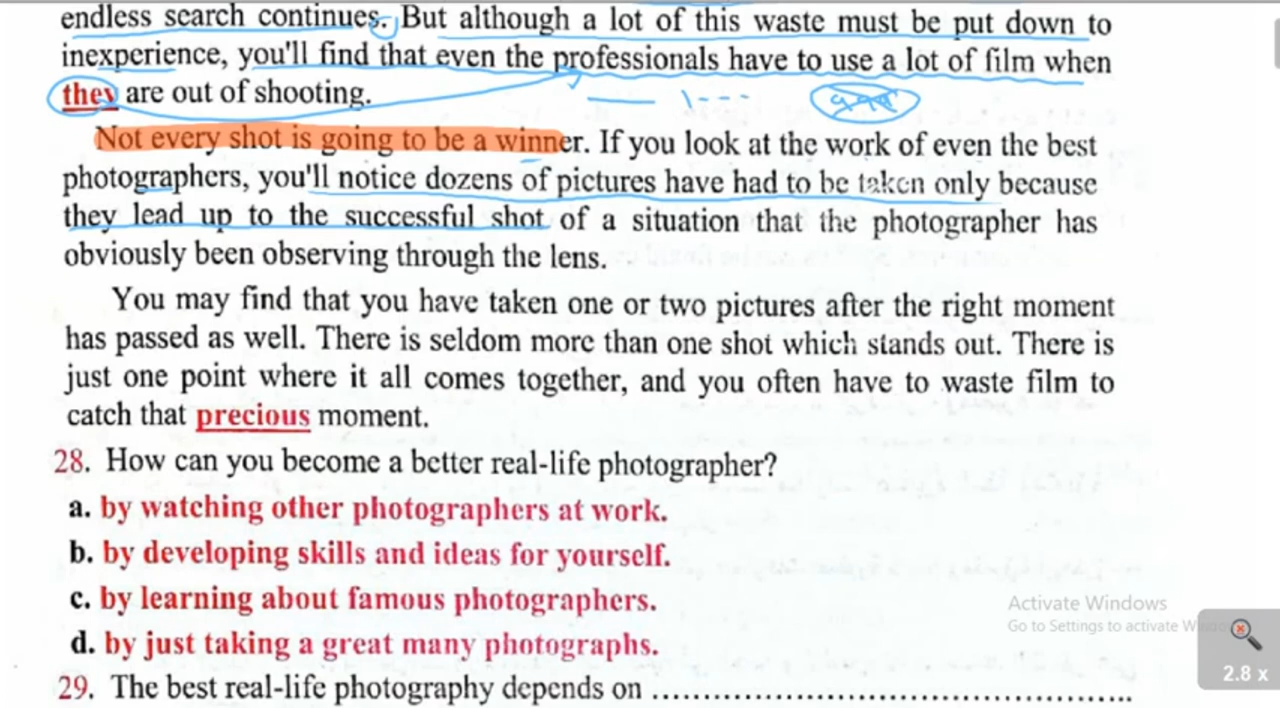 endless search continues. But although a lot of this waste must be put down to
inexperience, you'll find that even the professionals have to use a lot of film when
they are out of shooting.
Not every shot is going to be a winner. If you look at the work of even the best
photographers, you'll notice dozens of pictures have had to be taken only because
they lead up to the successful shot of a situation that the photographer has
obviously been observing through the lens.
You may find that you have taken one or two pictures after the right moment
has passed as well. There is seldom more than one shot which stands out. There is
just one point where it all comes together, and you often have to waste film to
catch that precious moment.
28. How can you become a better real-life photographer?
a. by watching other photographers at work.
b. by developing skills and ideas for yourself.
c. by learning about famous photographers.
d. by just taking a great many photographs.
Activate Windows
Go to Settings to activate
2.8 x
29. The best real-life photography depends on ................................................